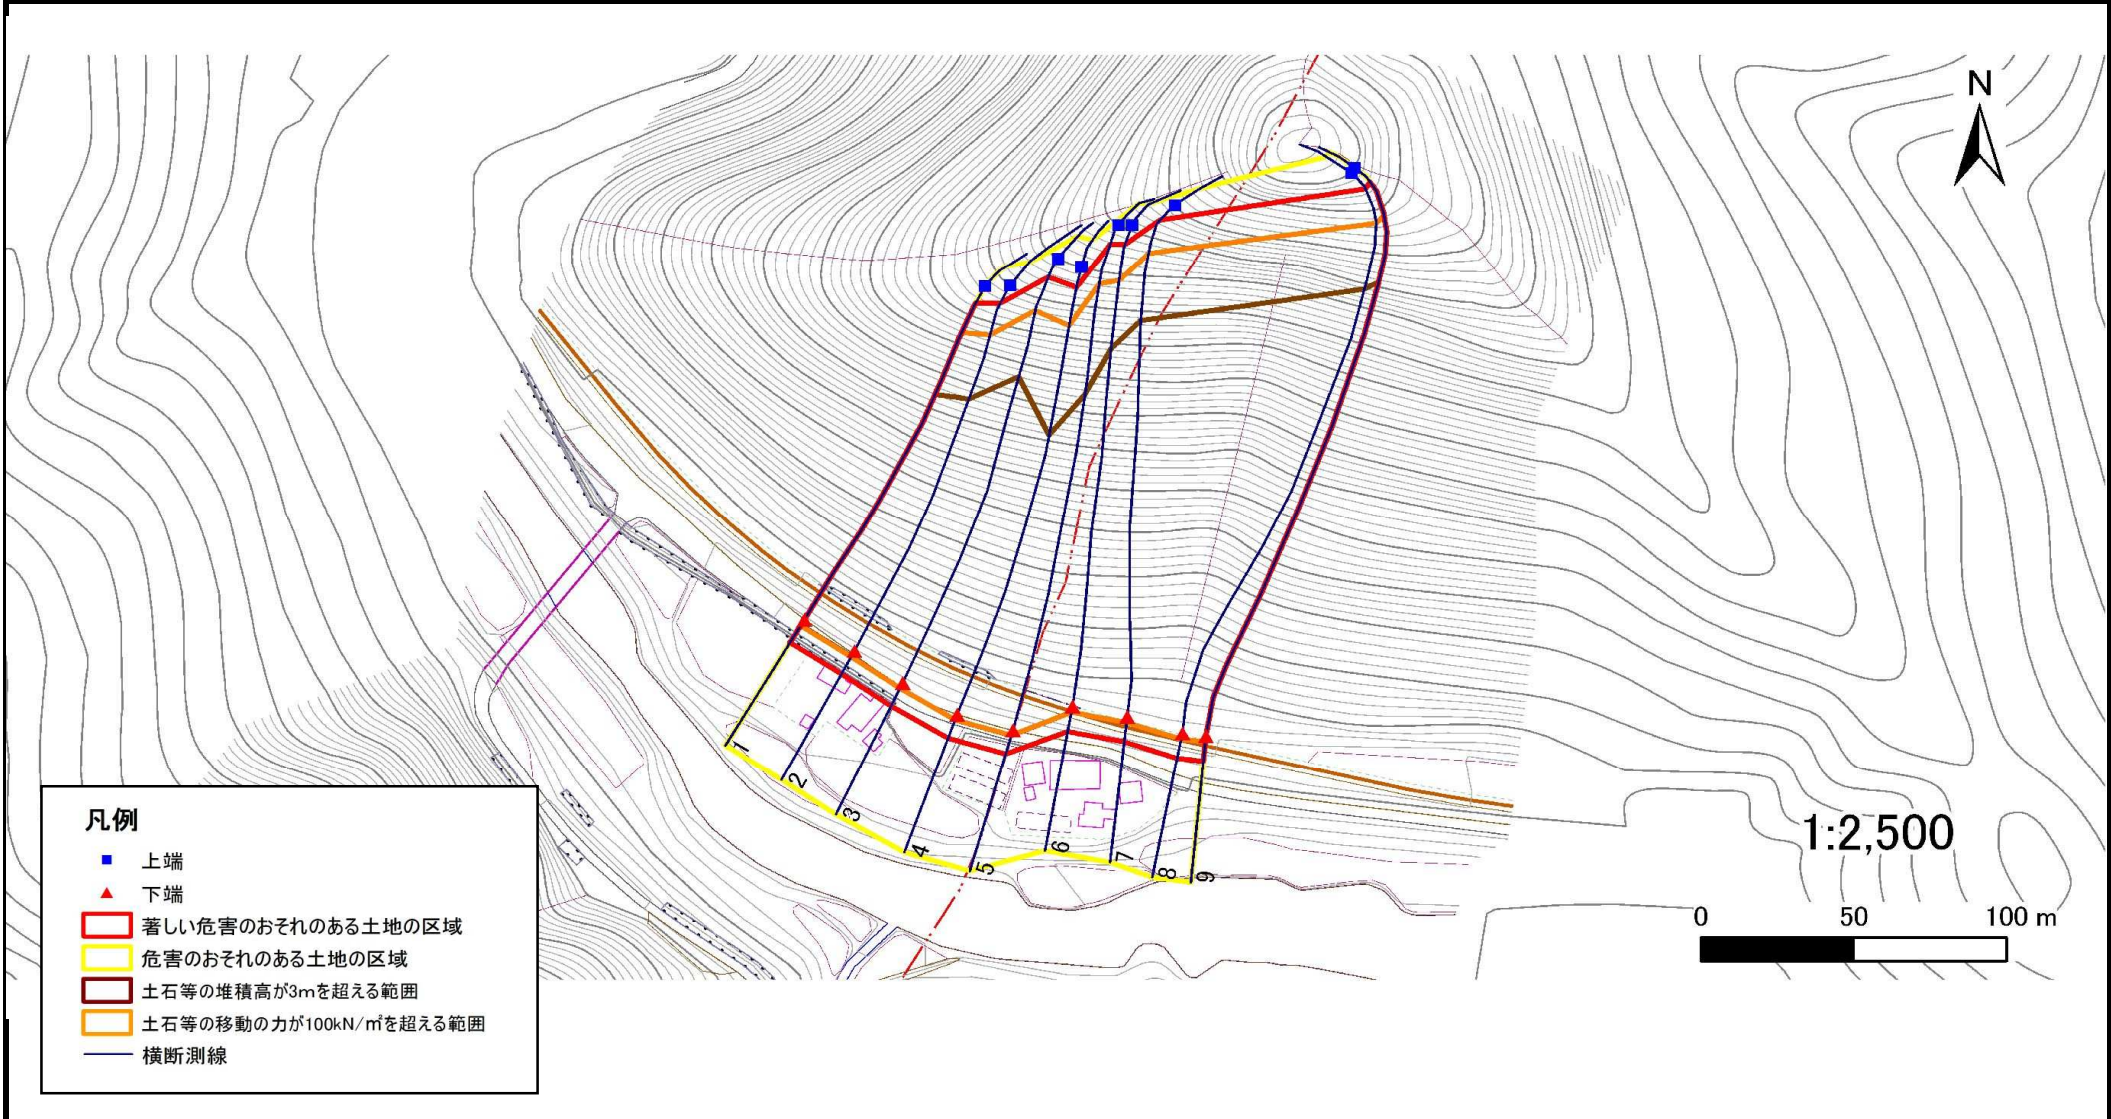 N
1
2
3
4
5
6
7
8
9
凡例
上端
下端
著しい危害のおそれのある土地の区域
危害のおそれのある土地の区域
土石等の堆積高が3mを超える範囲
土石等の移動の力が100kN/㎡を超える範囲
横断測線
1:2,500
0 50 100 m